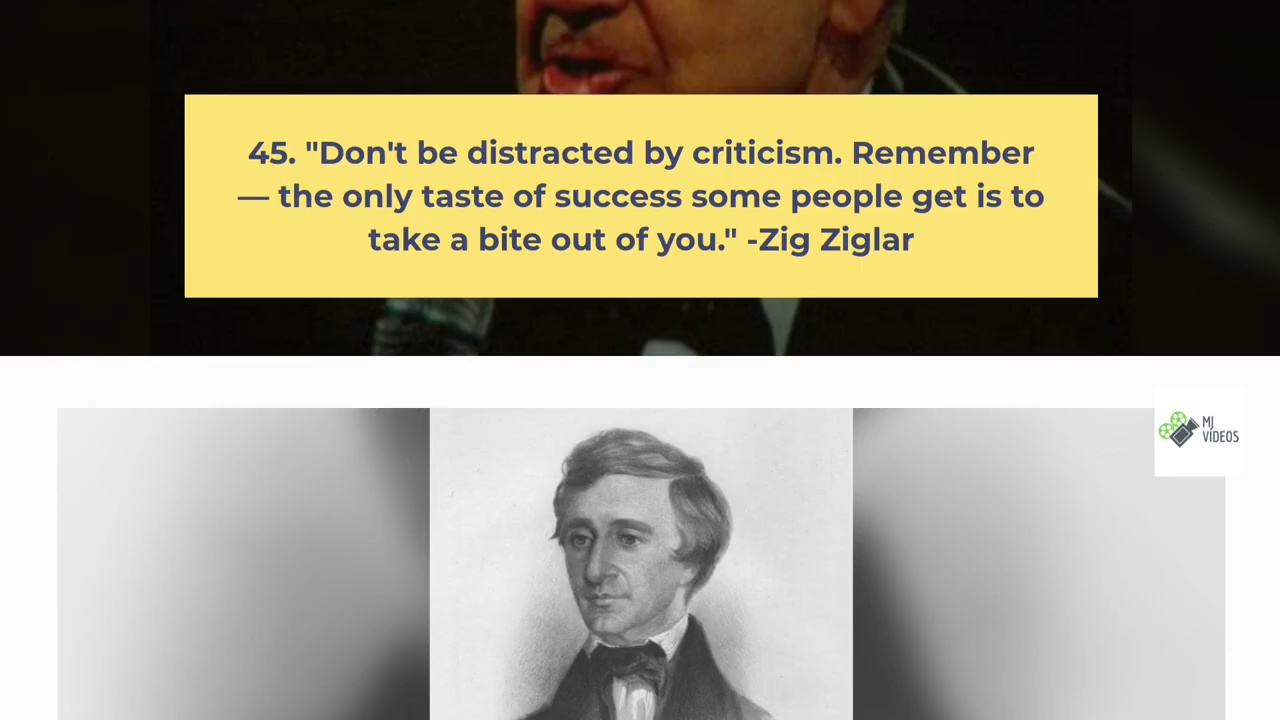 45. "Don't be distracted by criticism. Remember
— the only taste of success some people get is to
take a bite out of you." -Zig Ziglar
MJ
VIDEOS